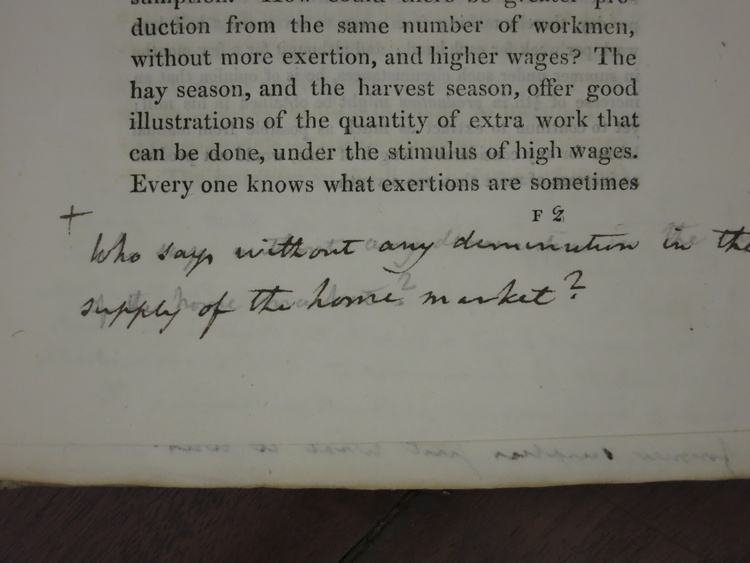 sumption. How could there be greater pro-
duction from the same number of workmen,
without more exertion, and higher wages? The
hay season, and the harvest season, offer good
illustrations of the quantity of extra work that
can be done, under the stimulus of high wages.
Every one knows what exertions are sometimes
F 2
+
Who says without any diminution in the
supply of the home market?